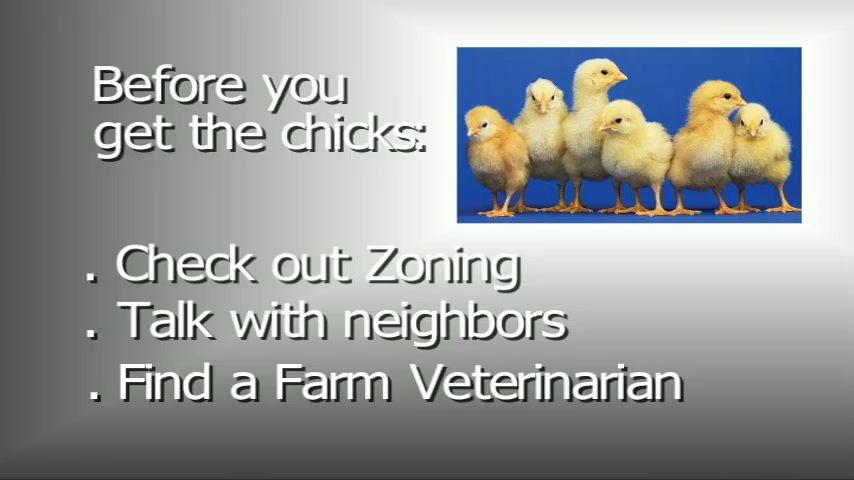 Before you
get the chicks:
. Check out Zoning
. Talk with neighbors
. Find a Farm Veterinarian